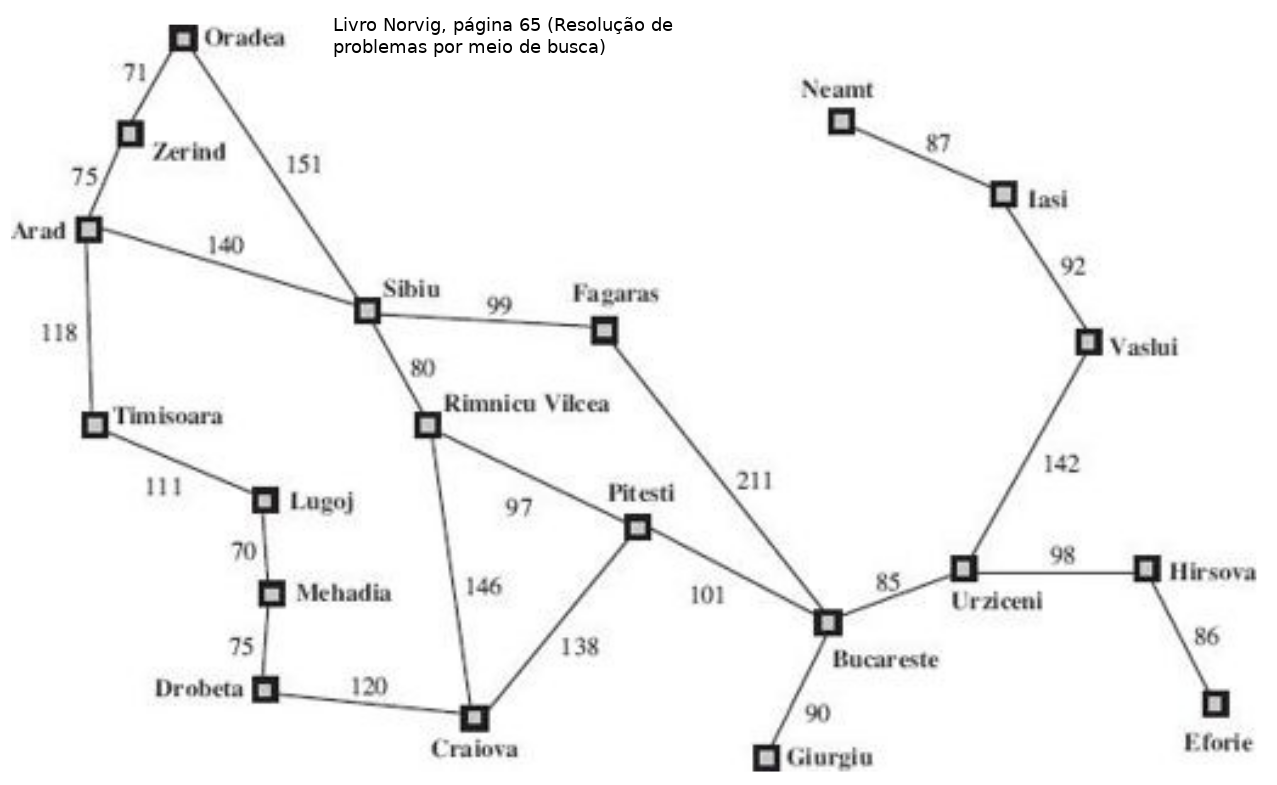 Livro Norvig, página 65 (Resolução de
problemas por meio de busca)
Oradea
71
Neamt
87
Zerind
151
75
Iasi
Arad
140
92
Sibiu
99
Fagaras
118
Vaslui
80
Rimnicu Vilcea
Timisoara
142
111
211
Lugoj
97
Pitesti
70
98
Hirsova
Mehadia
146
101
85
Urziceni
75
138
86
Bucareste
Drobeta
120
90
Craiova
Giurgiu
Eforie